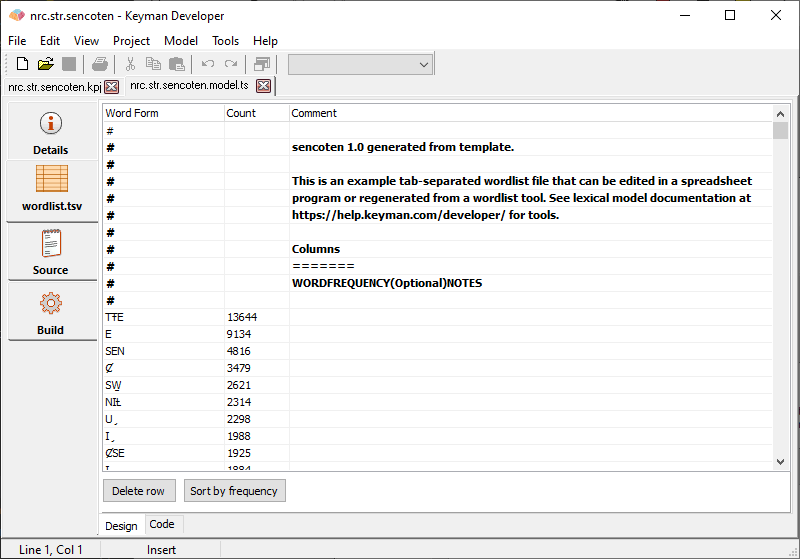 nrc.str.sencoten - Keyman Developer
File Edit View Project Model Tools Help
nrc.str.sencoten.kpj nrc.str.sencoten.model.ts
Details
wordlist.tsv
Source
Build
Word Form Count Comment
#
# sencoten 1.0 generated from template.
#
# This is an example tab-separated wordlist file that can be edited in a spreadsheet
# program or regenerated from a wordlist tool. See lexical model documentation at
# https://help.keyman.com/developer/ for tools.
#
# Columns
# =======
# WORDFREQUENCY(Optional)NOTES
#
TŦE 13644
E 9134
SEN 4816
Ȼ 3479
SW̱ 2621
NIȽ 2314
U¸ 2298
I¸ 1988
ȻSE 1925
I 1884
Delete row Sort by frequency
Design Code
Line 1, Col 1 Insert